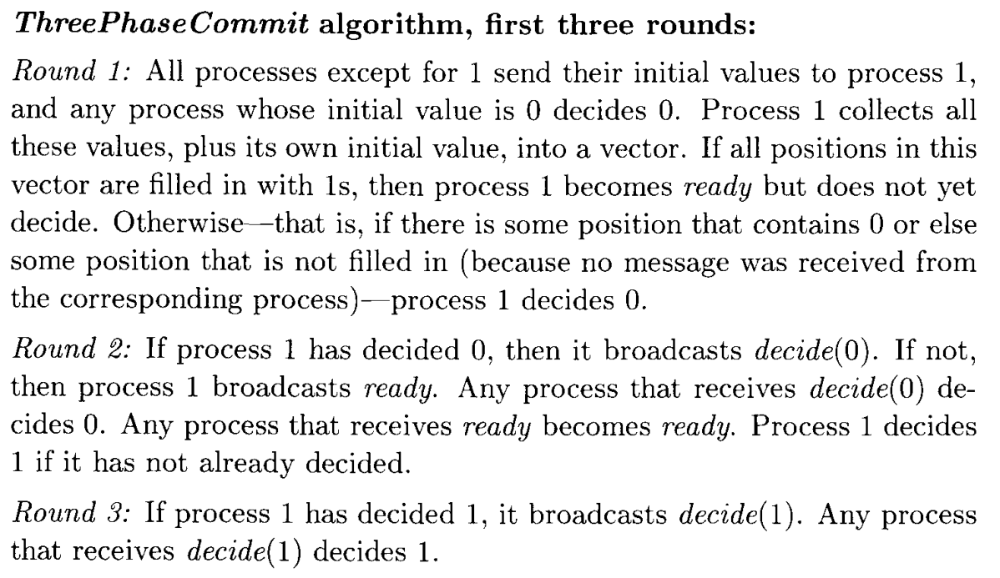 ThreePhaseCommit algorithm, first three rounds:
Round 1: All processes except for 1 send their initial values to process 1,
and any process whose initial value is 0 decides 0. Process 1 collects all
these values, plus its own initial value, into a vector. If all positions in this
vector are filled in with 1s, then process 1 becomes ready but does not yet
decide. Otherwise—that is, if there is some position that contains 0 or else
some position that is not filled in (because no message was received from
the corresponding process)—process 1 decides 0.
Round 2: If process 1 has decided 0, then it broadcasts decide(0). If not,
then process 1 broadcasts ready. Any process that receives decide(0) de-
cides 0. Any process that receives ready becomes ready. Process 1 decides
1 if it has not already decided.
Round 3: If process 1 has decided 1, it broadcasts decide(1). Any process
that receives decide(1) decides 1.